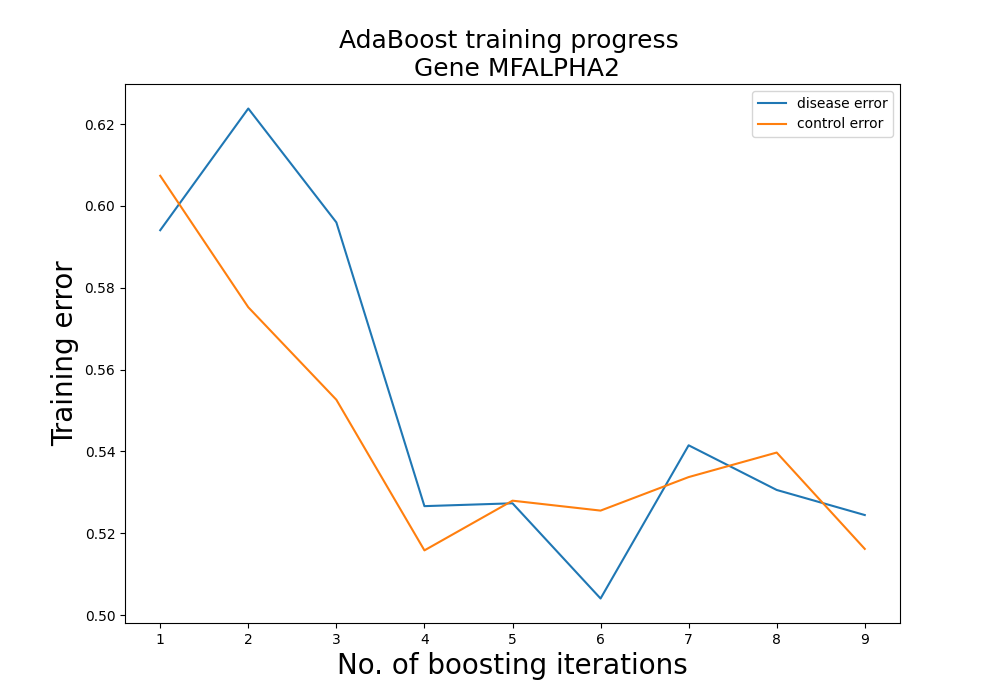 AdaBoost training progress
Gene MFALPHA2
disease error
control error
Training error
0.62
0.60
0.58
0.56
0.54
0.52
0.50
1 2 3 4 5 6 7 8 9
No. of boosting iterations